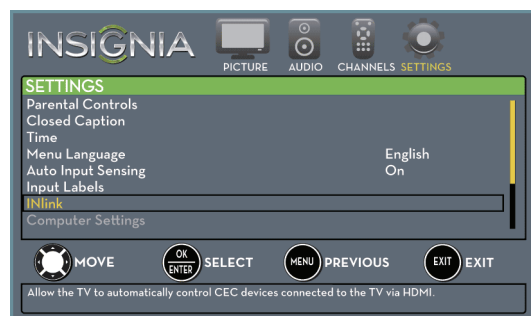 INSIGNIA
PICTURE AUDIO CHANNELS SETTINGS
SETTINGS
Parental Controls
Closed Caption
Time
Menu Language English
Auto Input Sensing On
Input Labels
INlink
Computer Settings
MOVE OK ENTER SELECT MENU PREVIOUS EXIT EXIT
Allow the TV to automatically control CEC devices connected to the TV via HDMI.